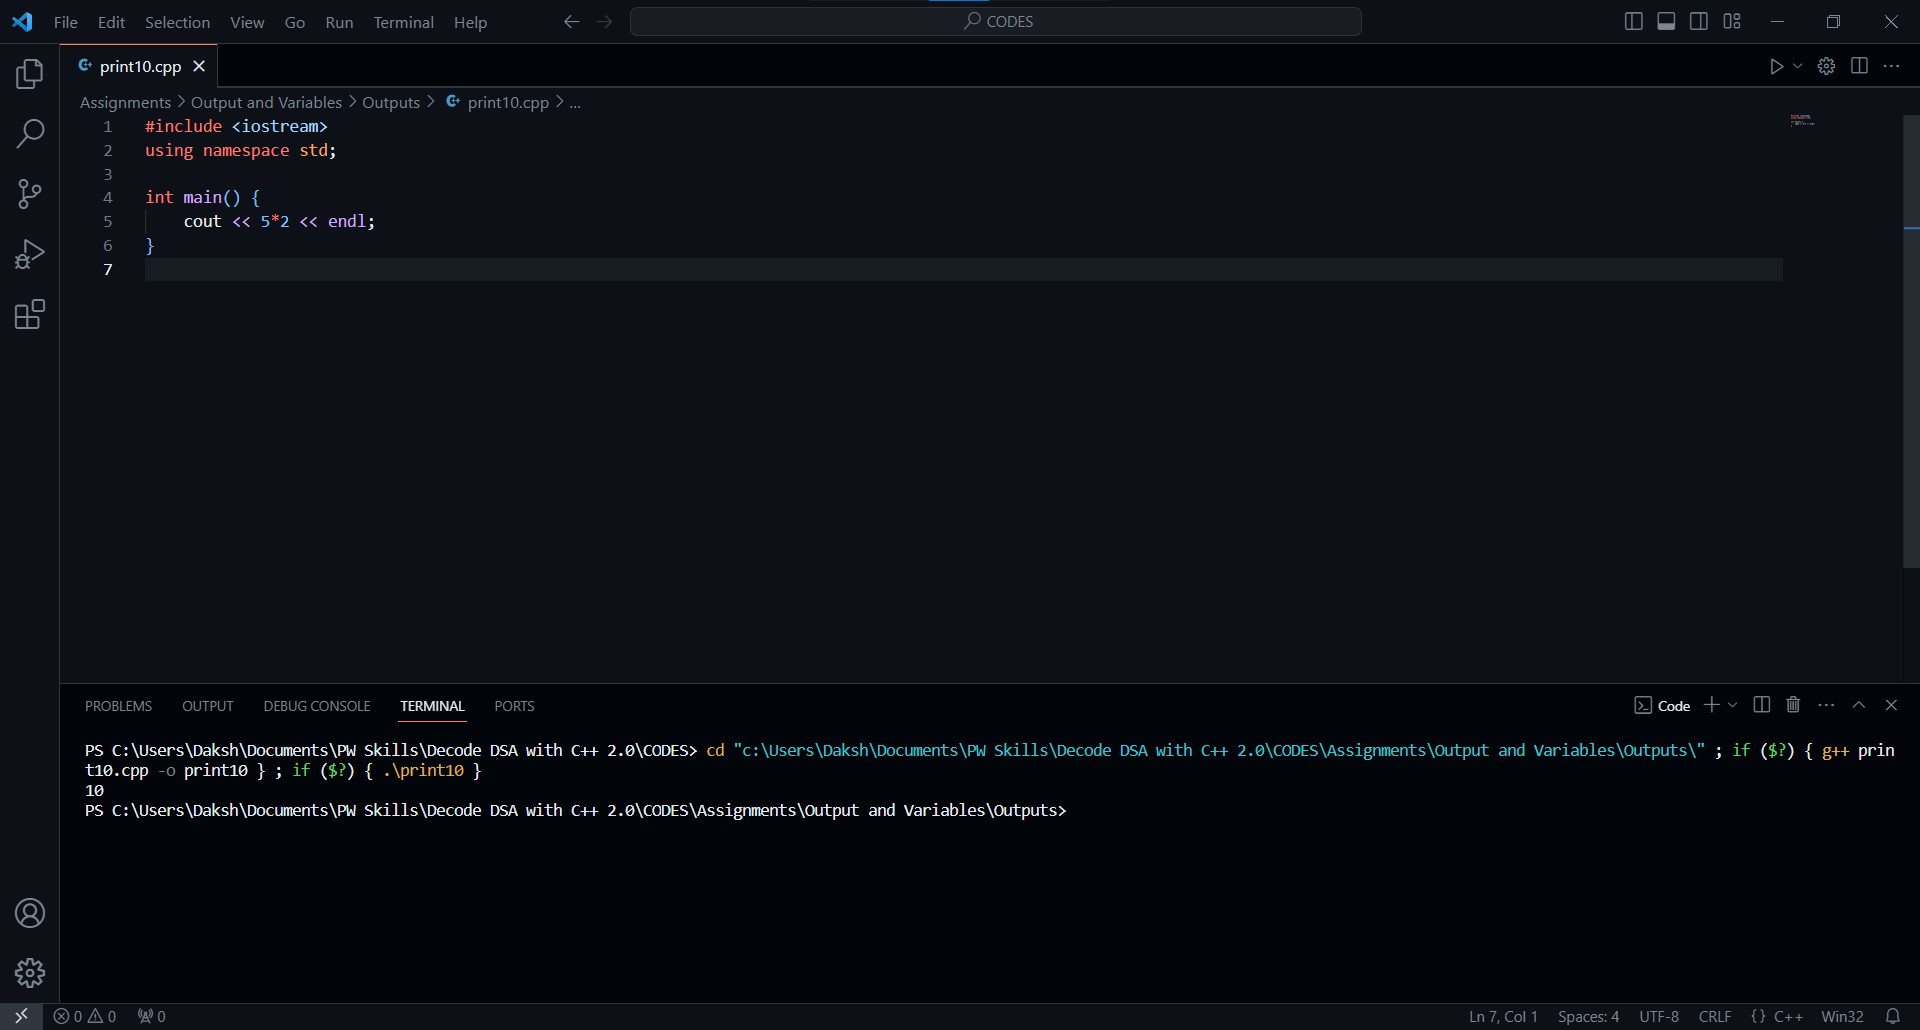 File Edit Selection View Go Run Terminal Help CODES
print10.cpp
Assignments > Output and Variables > Outputs > print10.cpp > ...
1 #include <iostream>
2 using namespace std;
3
4 int main() {
5 cout << 5*2 << endl;
6 }
7
PROBLEMS OUTPUT DEBUG CONSOLE TERMINAL PORTS Code
PS C:\Users\Daksh\Documents\PW Skills\Decode DSA with C++ 2.0\CODES> cd "c:\Users\Daksh\Documents\PW Skills\Decode DSA with C++ 2.0\CODES\Assignments\Output and Variables\Outputs\" ; if ($?) { g++ prin
t10.cpp -o print10 } ; if ($?) { .\print10 }
10
PS C:\Users\Daksh\Documents\PW Skills\Decode DSA with C++ 2.0\CODES\Assignments\Output and Variables\Outputs>
0 0 0 Ln 7, Col 1 Spaces: 4 UTF-8 CRLF {} C++ Win32